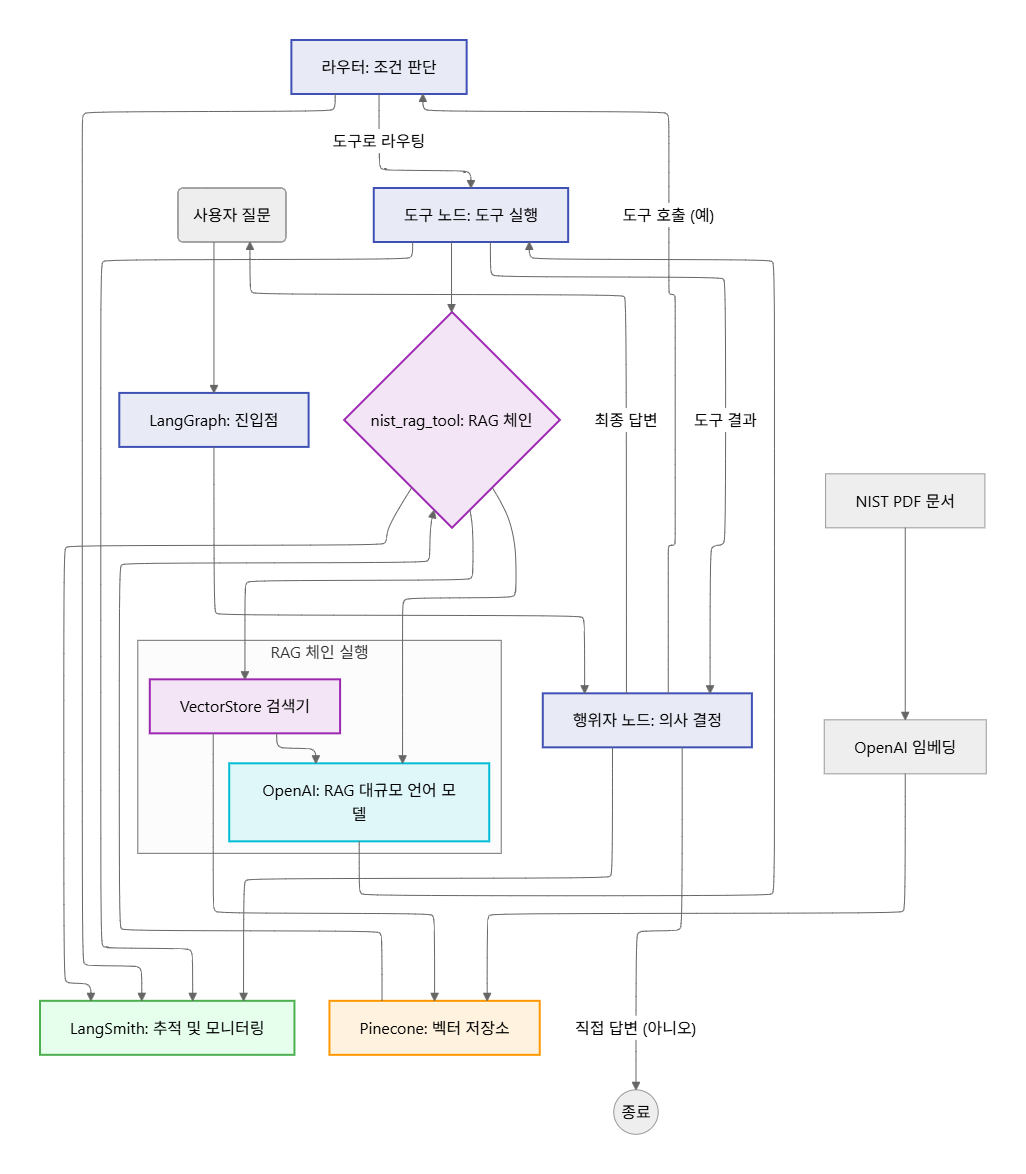 라우터: 조건 판단
도구로 라우팅
사용자 질문
도구 노드: 도구 실행
도구 호출 (예)
LangGraph: 진입점
nist_rag_tool: RAG 체인
최종 답변
도구 결과
NIST PDF 문서
RAG 체인 실행
VectorStore 검색기
행위자 노드: 의사 결정
OpenAI 임베딩
OpenAI: RAG 대규모 언어 모
델
LangSmith: 추적 및 모니터링
Pinecone: 벡터 저장소
직접 답변 (아니오)
종료